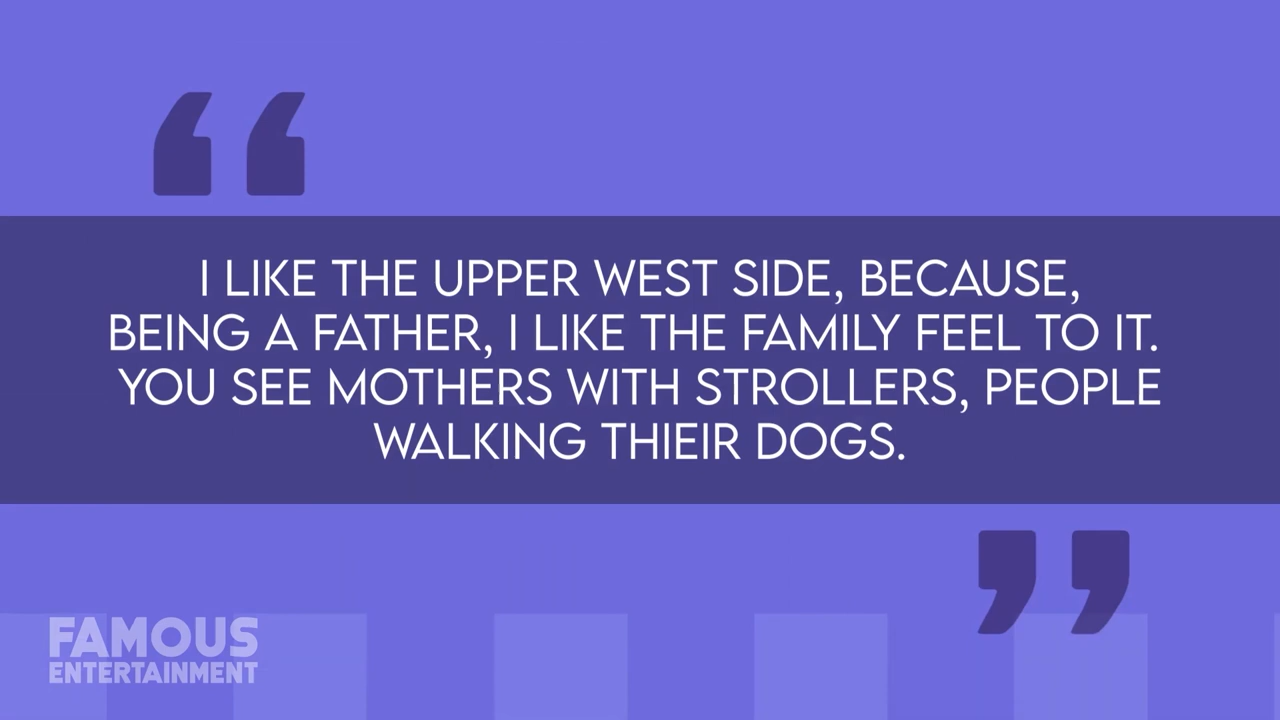 “
I LIKE THE UPPER WEST SIDE, BECAUSE,
BEING A FATHER, I LIKE THE FAMILY FEEL TO IT.
YOU SEE MOTHERS WITH STROLLERS, PEOPLE
WALKING THIEIR DOGS.
”
FAMOUS
ENTERTAINMENT